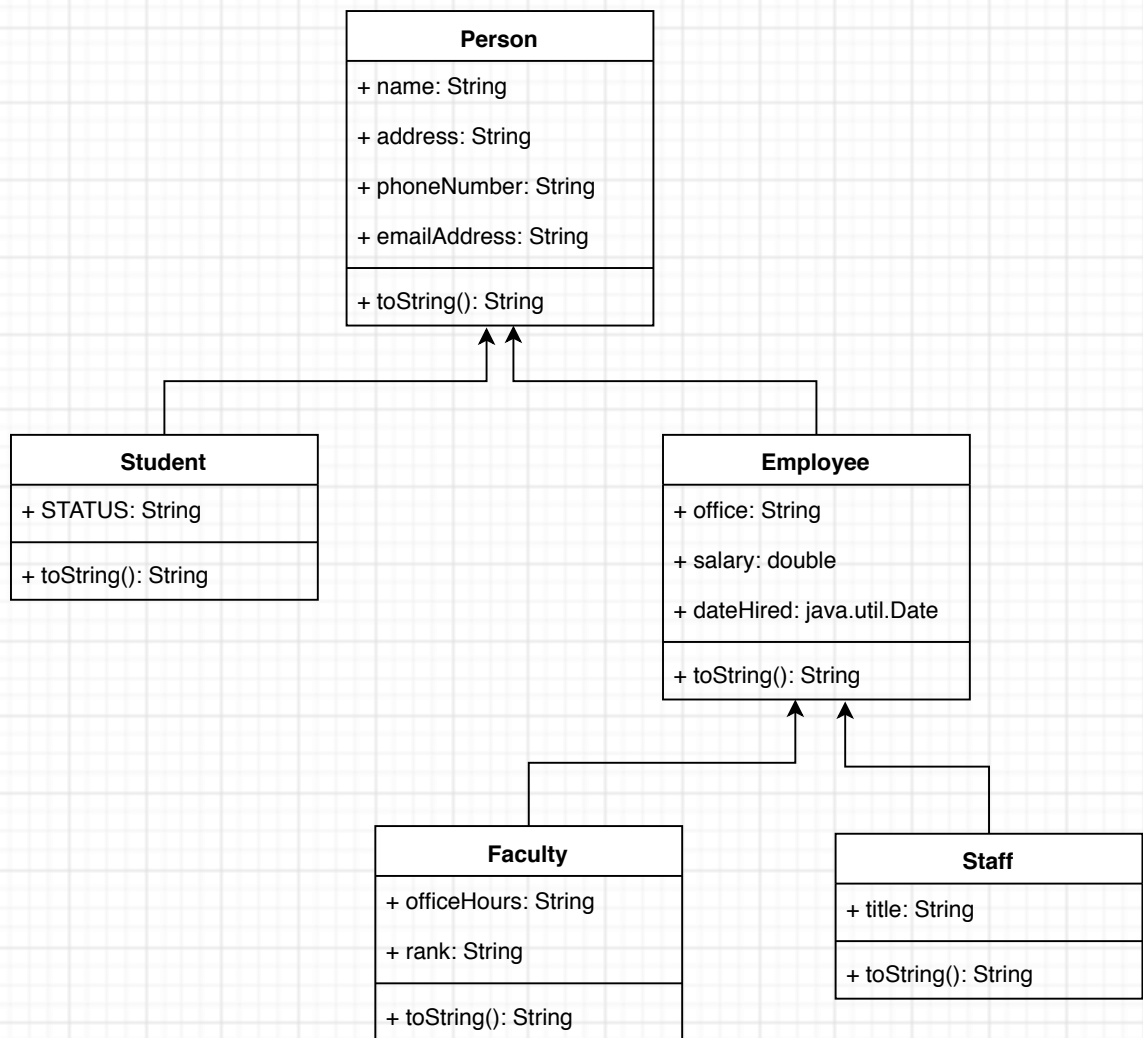 Person
+ name: String
+ address: String
+ phoneNumber: String
+ emailAddress: String
+ toString(): String
Student
+ STATUS: String
+ toString(): String
Employee
+ office: String
+ salary: double
+ dateHired: java.util.Date
+ toString(): String
Faculty
+ officeHours: String
+ rank: String
+ toString(): String
Staff
+ title: String
+ toString(): String